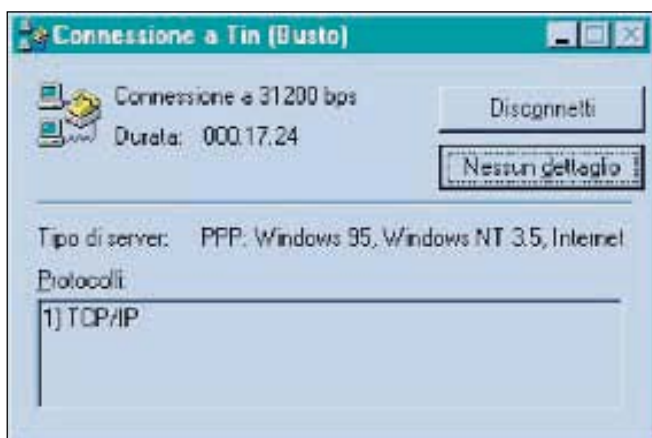 Connessione a Tin (Busto)
Connessione a 31200 bps
Disconnetti
Durata: 000.17.24
Nessun dettaglio
Tipo di server: PPP: Windows 95, Windows NT 3.5, Internet
Protocolli:
1) TCP/IP